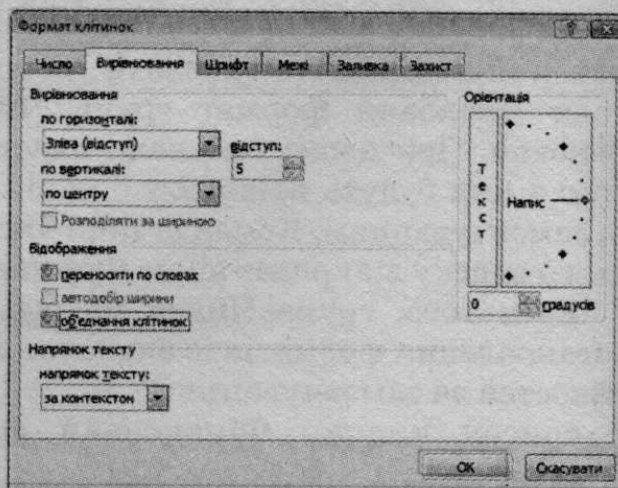 Формат клітинок
Число Вирівнювання Шрифт Межі Заливка Захист
Вирівнювання
по горизонталі:
Зліва (відступ)
відступ:
5
по вертикалі:
по центру
Розподіляти за шириною
Відображення
переносити по словах
автодобір ширини
об'єднання клітинок
Напрямок тексту
напрямок тексту:
за контекстом
Орієнтація
Текст
Напис
0 градусів
ОК Скасувати